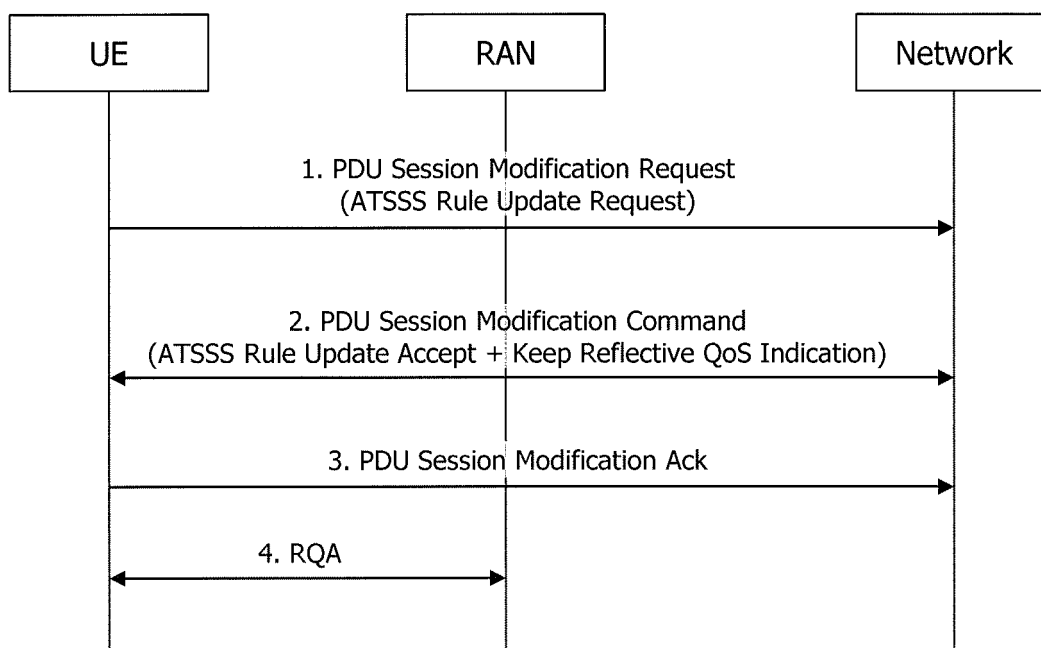 UE
RAN
Network
1. PDU Session Modification Request
(ATSSS Rule Update Request)
2. PDU Session Modification Command
(ATSSS Rule Update Accept + Keep Reflective QoS Indication)
3. PDU Session Modification Ack
4. RQA